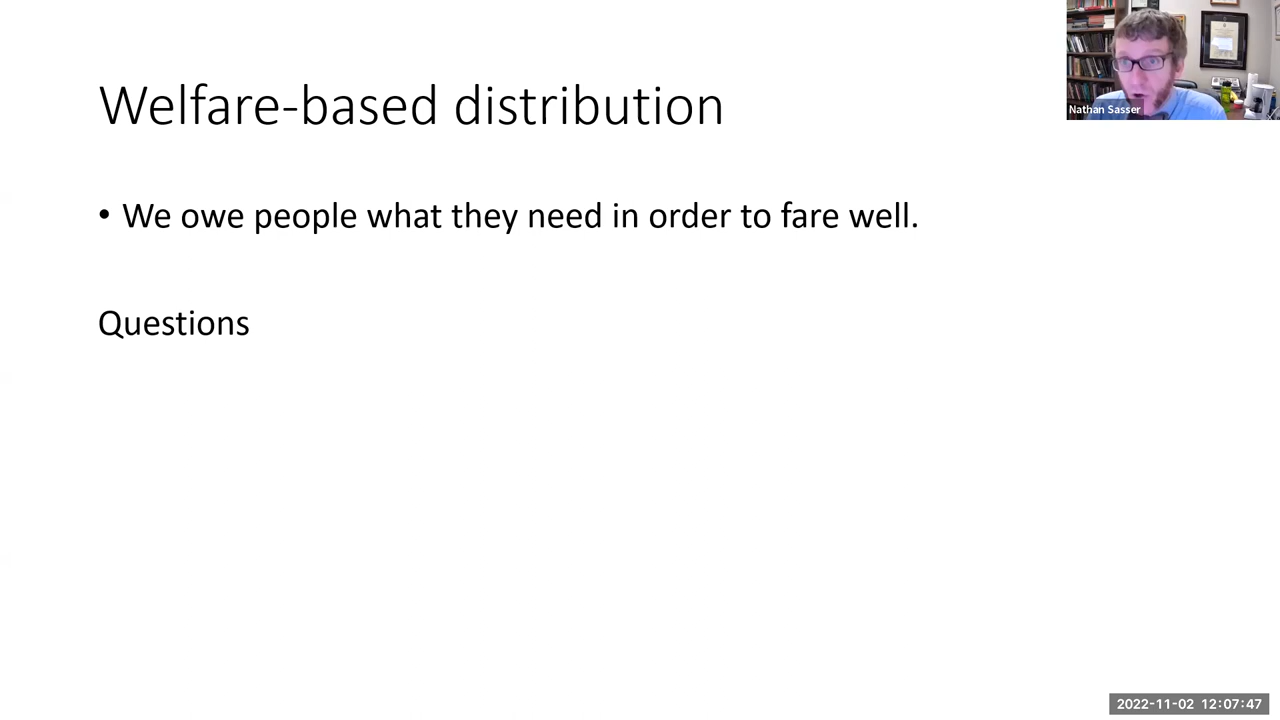 Welfare-based distribution
Nathan Sasser
• We owe people what they need in order to fare well.
Questions
2022-11-02 12:07:47